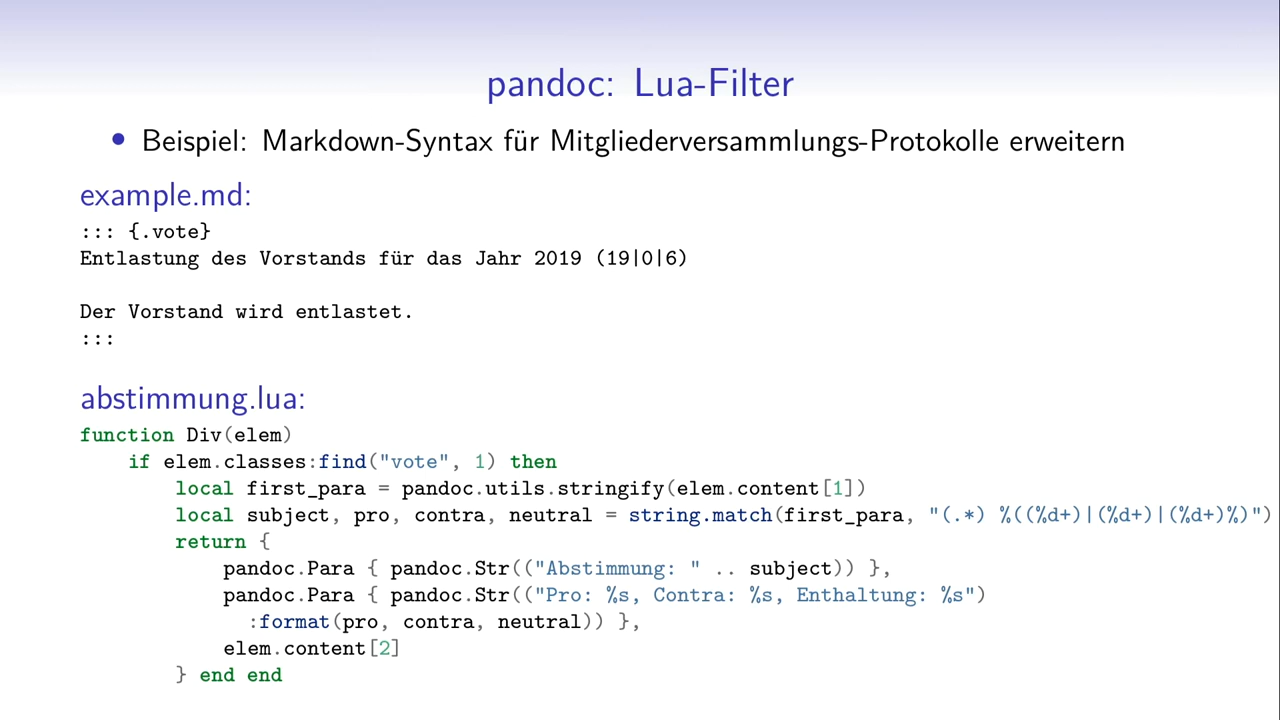 pandoc: Lua-Filter
• Beispiel: Markdown-Syntax für Mitgliederversammlungs-Protokolle erweitern
example.md:
::: {.vote}
Entlastung des Vorstands für das Jahr 2019 (19|0|6)
Der Vorstand wird entlastet.
:::
abstimmung.lua:
function Div(elem)
    if elem.classes:find("vote", 1) then
        local first_para = pandoc.utils.stringify(elem.content[1])
        local subject, pro, contra, neutral = string.match(first_para, "(.*) %((%d+)|(%d+)|(%d+)%)")
        return {
            pandoc.Para { pandoc.Str(("Abstimmung: " .. subject)) },
            pandoc.Para { pandoc.Str(("Pro: %s, Contra: %s, Enthaltung: %s")
              :format(pro, contra, neutral)) },
            elem.content[2]
        } end end